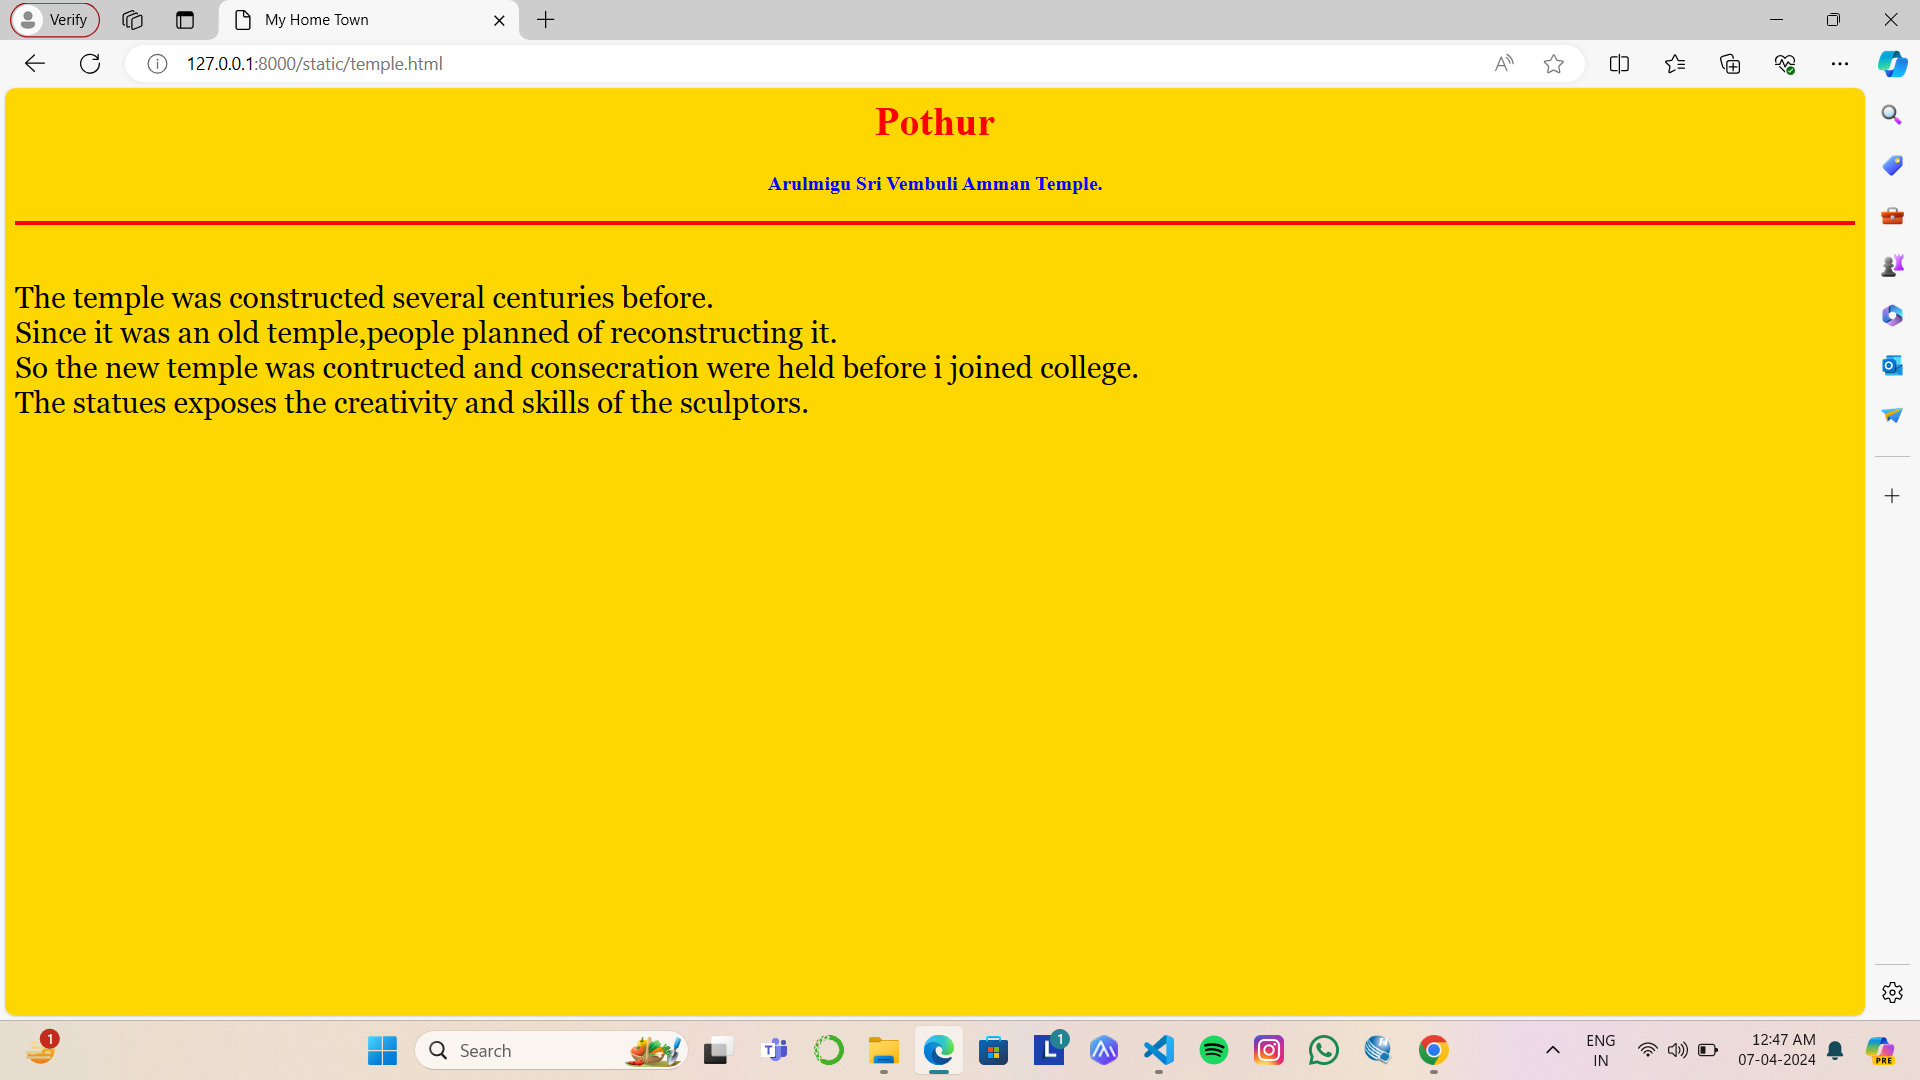 Verify
My Home Town
127.0.0.1:8000/static/temple.html
Pothur
Arulmigu Sri Vembuli Amman Temple.
The temple was constructed several centuries before.
Since it was an old temple,people planned of reconstructing it.
So the new temple was contructed and consecration were held before i joined college.
The statues exposes the creativity and skills of the sculptors.
1
Search
1
ENG
IN
12:47 AM
07-04-2024
PRE